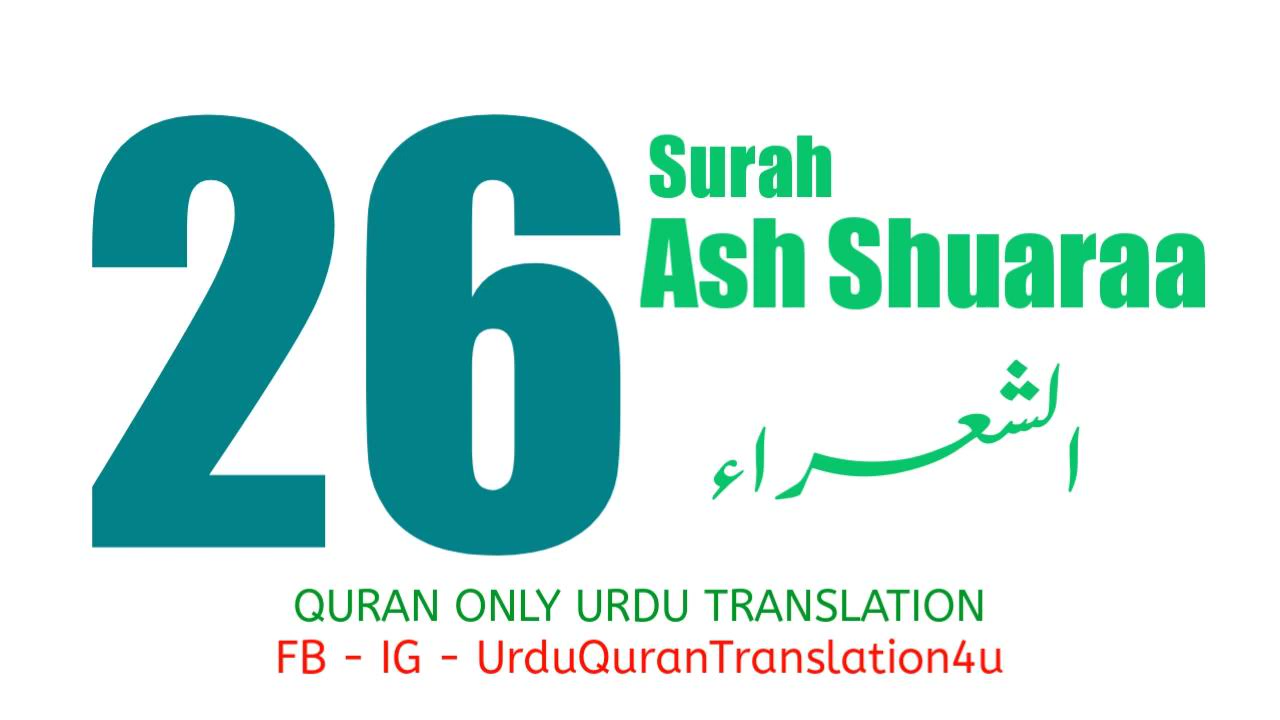 26
Surah
Ash Shuaraa
الشعراء
QURAN ONLY URDU TRANSLATION
FB - IG - UrduQuranTranslation4u